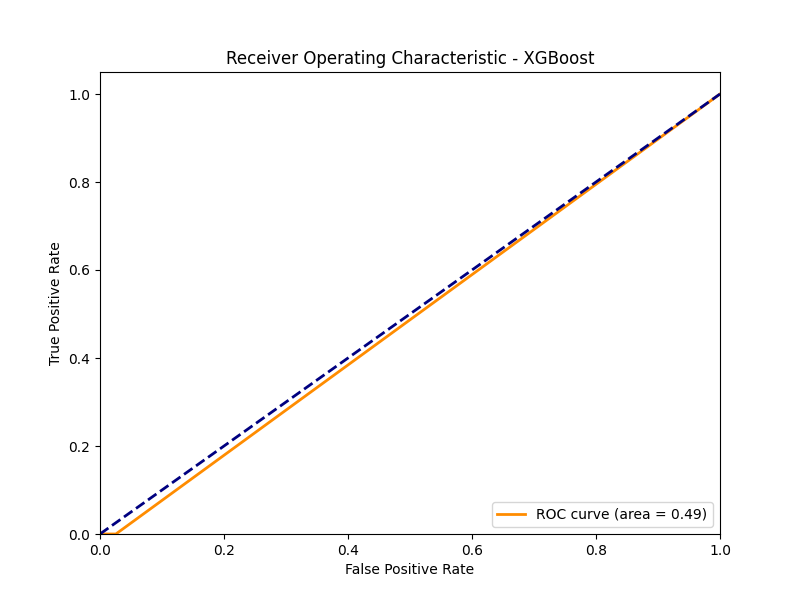 Receiver Operating Characteristic - XGBoost
True Positive Rate
1.0
0.8
0.6
0.4
0.2
0.0
0.0 0.2 0.4 0.6 0.8 1.0
False Positive Rate
ROC curve (area = 0.49)